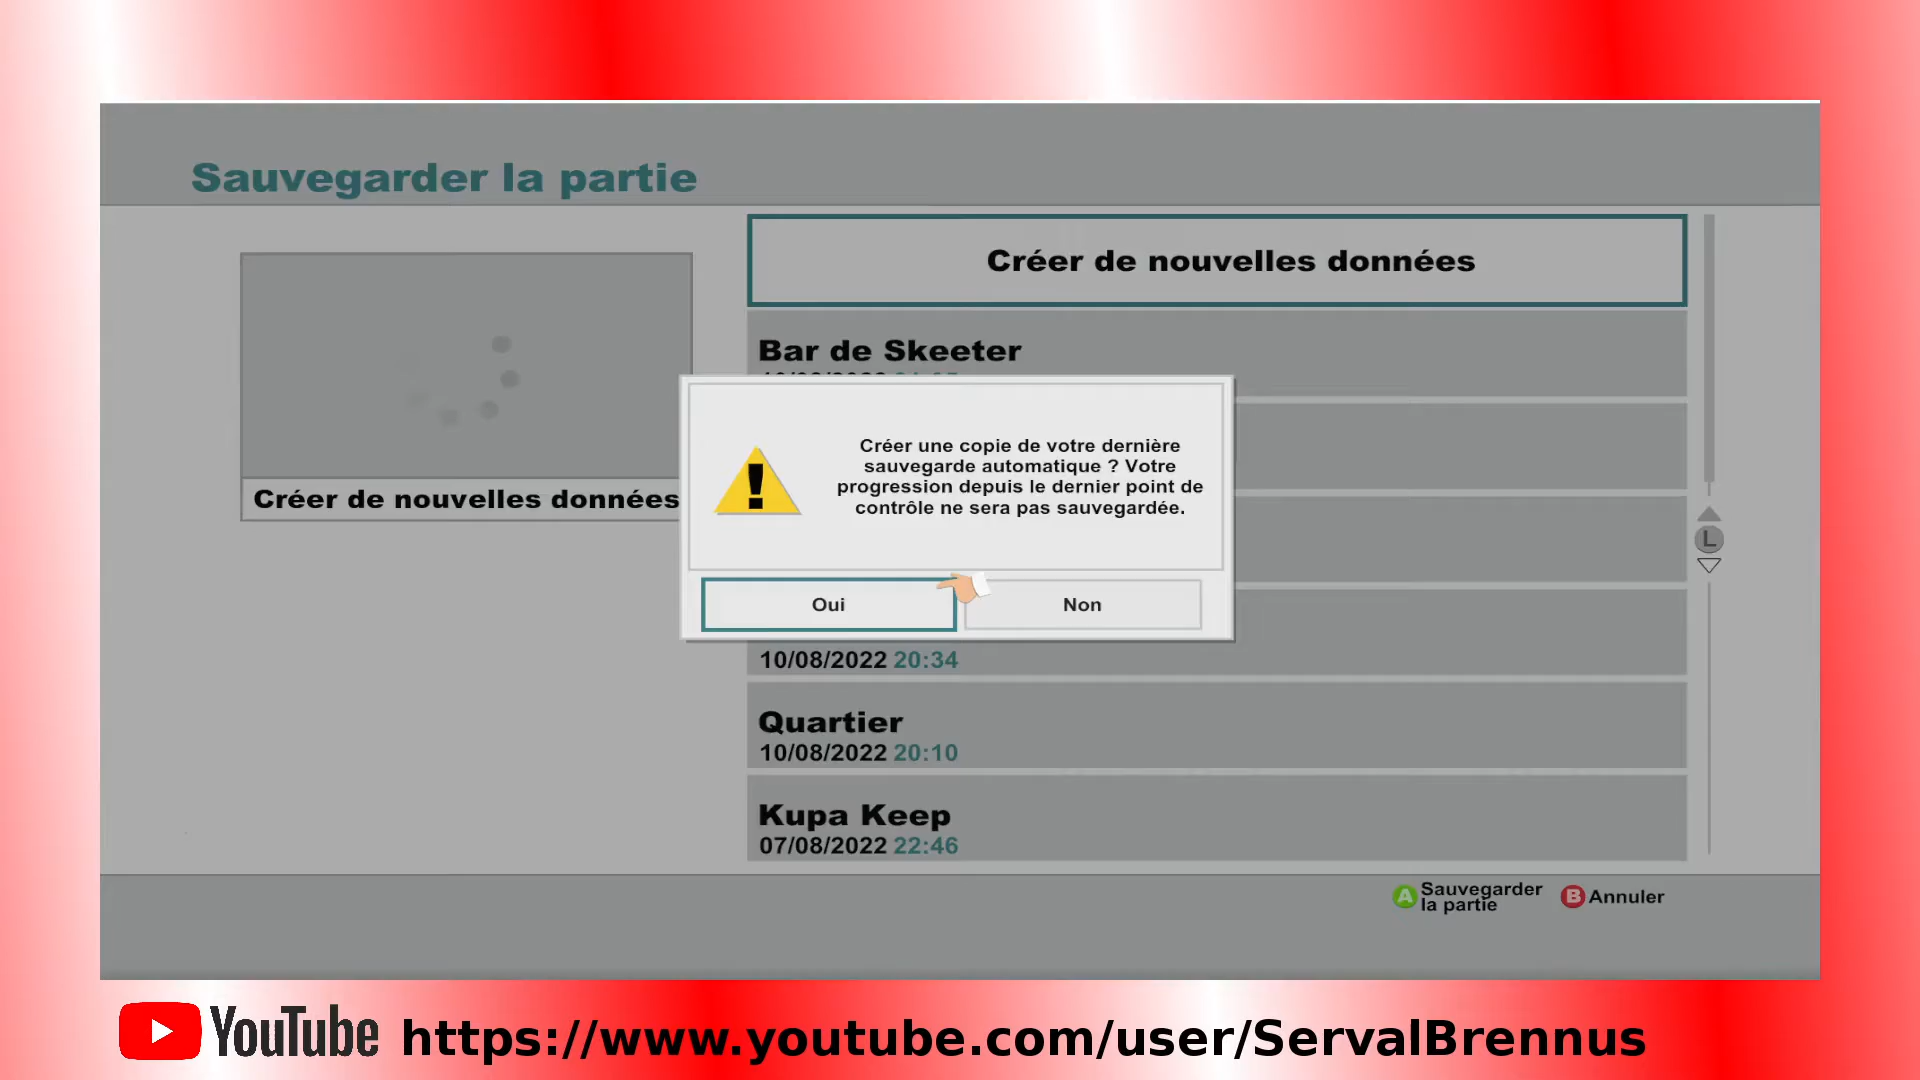 Sauvegarder la partie
Créer de nouvelles données
Bar de Skeeter
Créer de nouvelles données
Créer une copie de votre dernière
sauvegarde automatique ? Votre
progression depuis le dernier point de
contrôle ne sera pas sauvegardée.
Oui
Non
L
10/08/2022 20:34
Quartier
10/08/2022 20:10
Kupa Keep
07/08/2022 22:46
A Sauvegarder
la partie
B Annuler
YouTube https://www.youtube.com/user/ServalBrennus